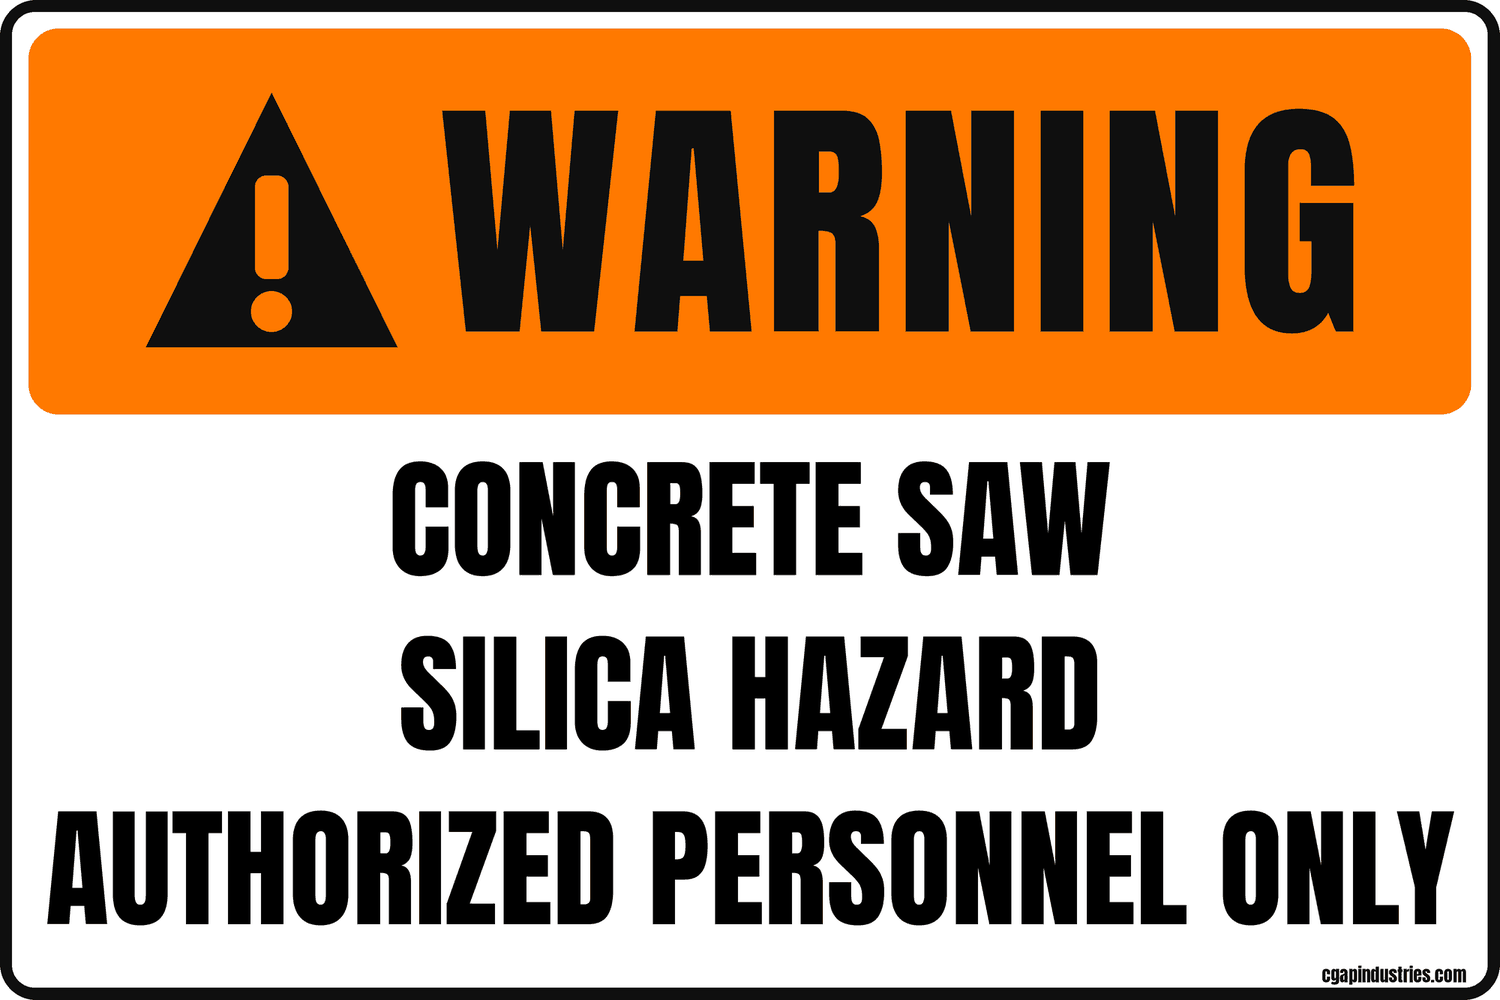 WARNING
CONCRETE SAW
SILICA HAZARD
AUTHORIZED PERSONNEL ONLY
cgapindustries.com